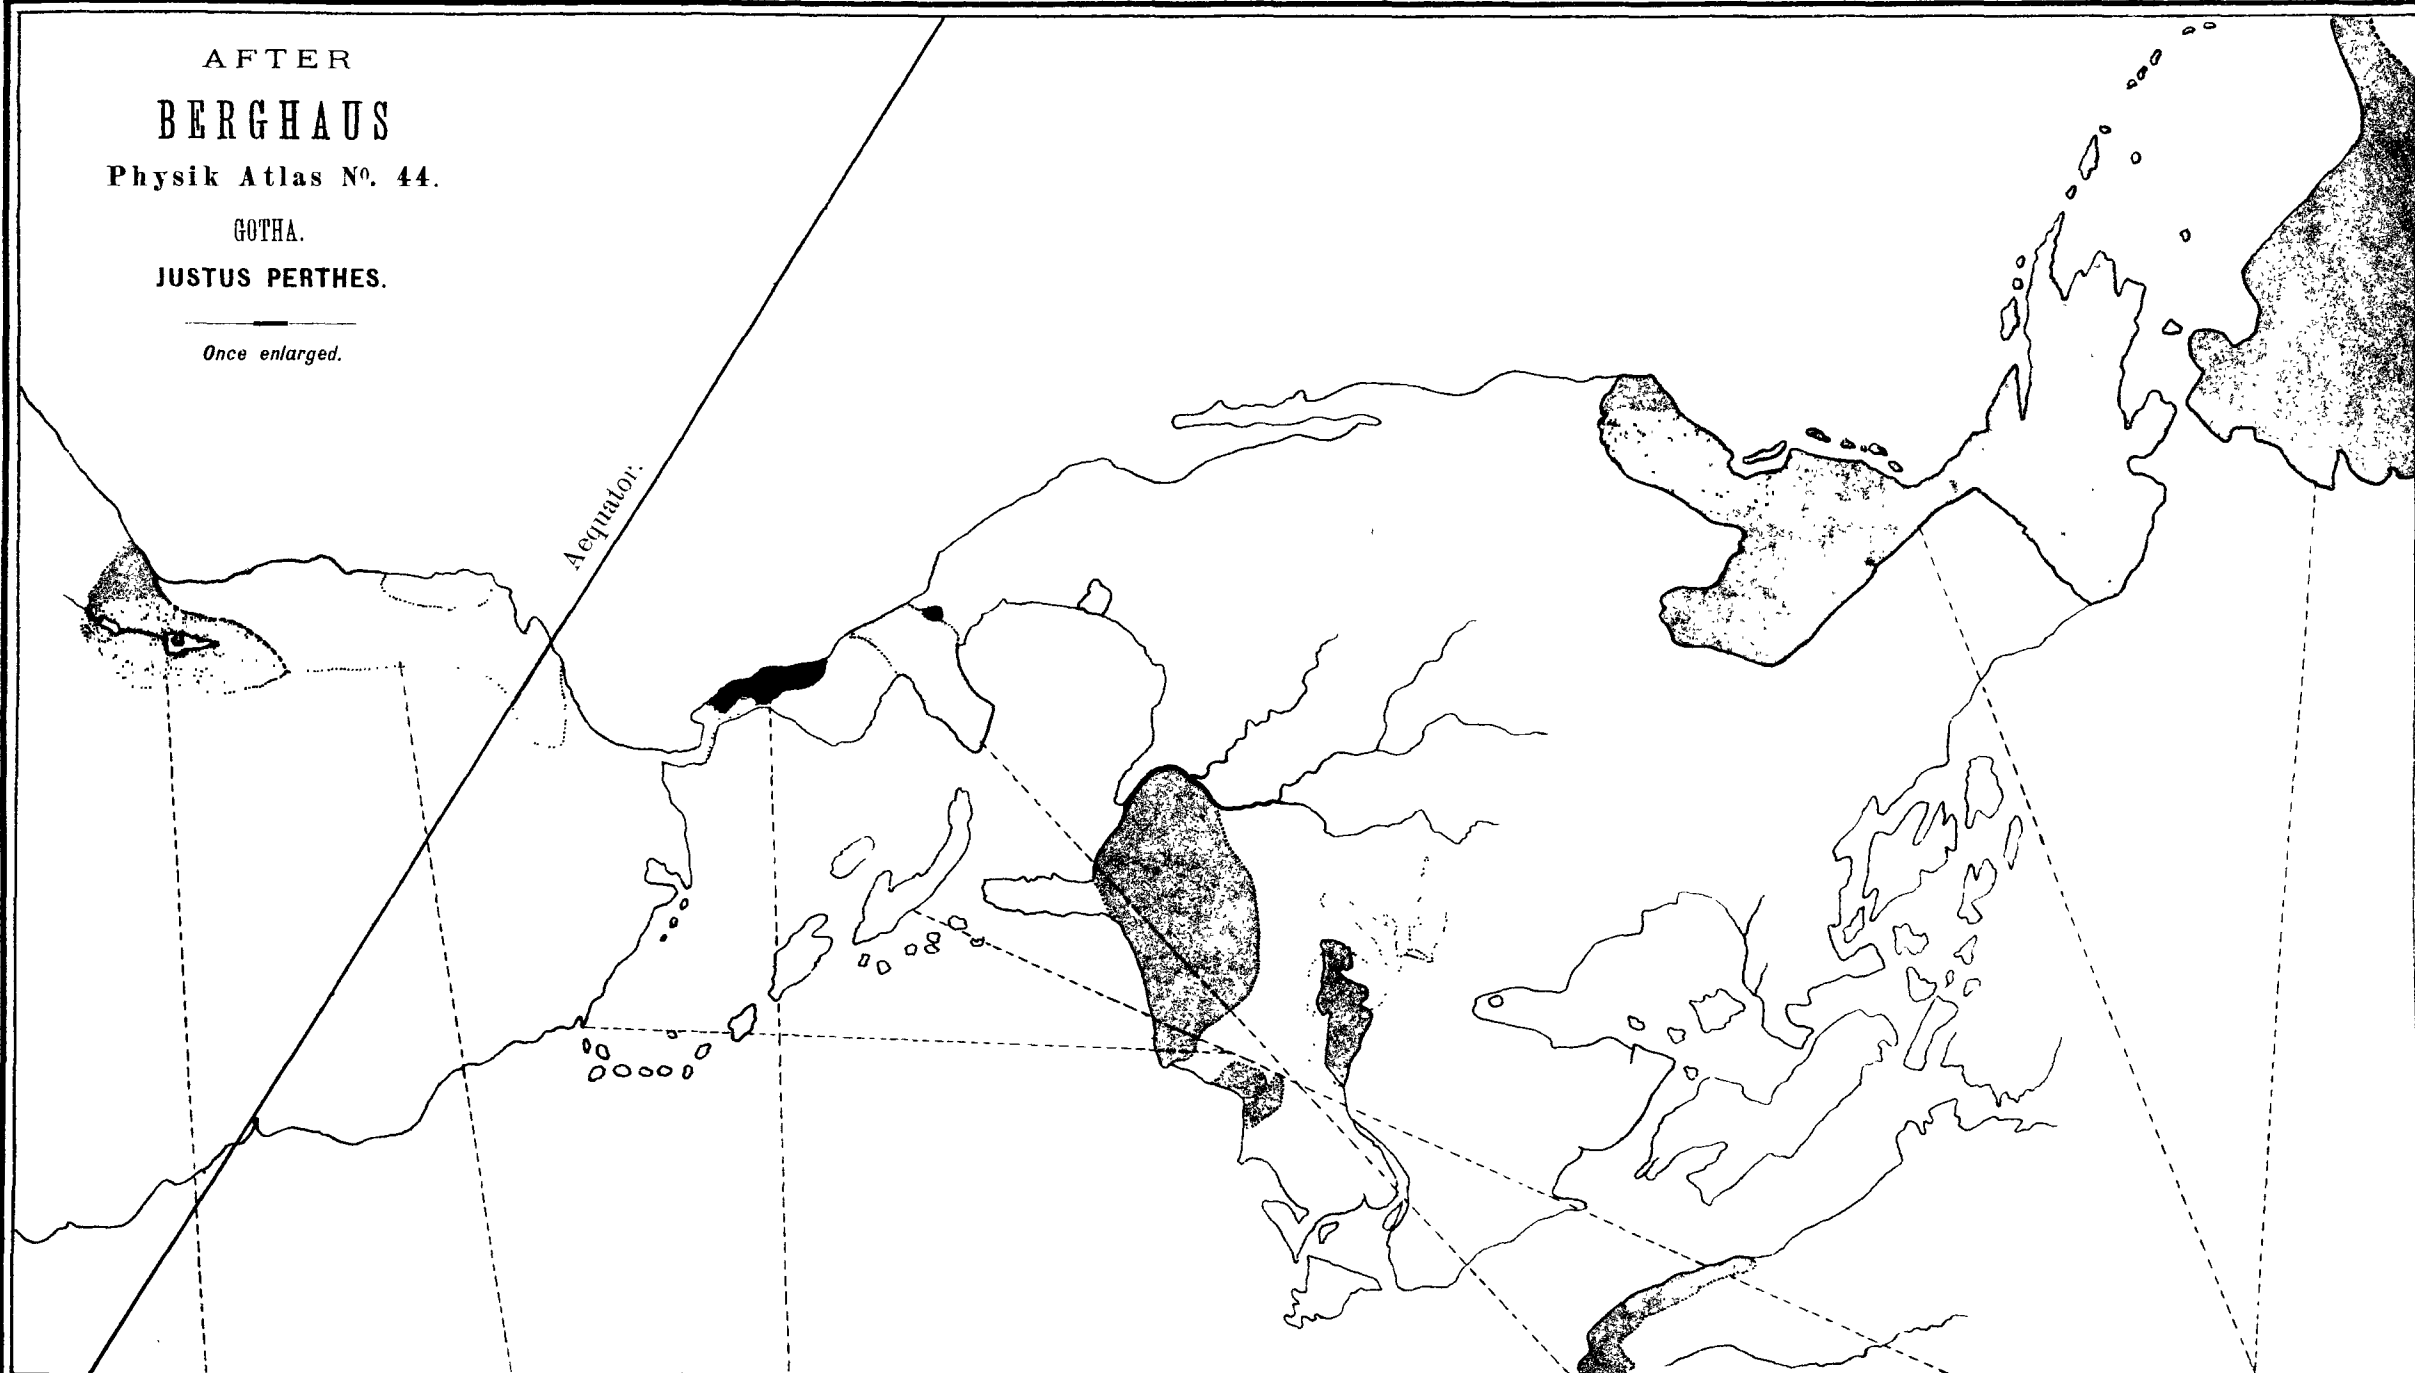 AFTER
BERGHAUS
Physik Atlas Nº. 44.
GOTHA.
JUSTUS PERTHES.
Once enlarged.
Aequator.